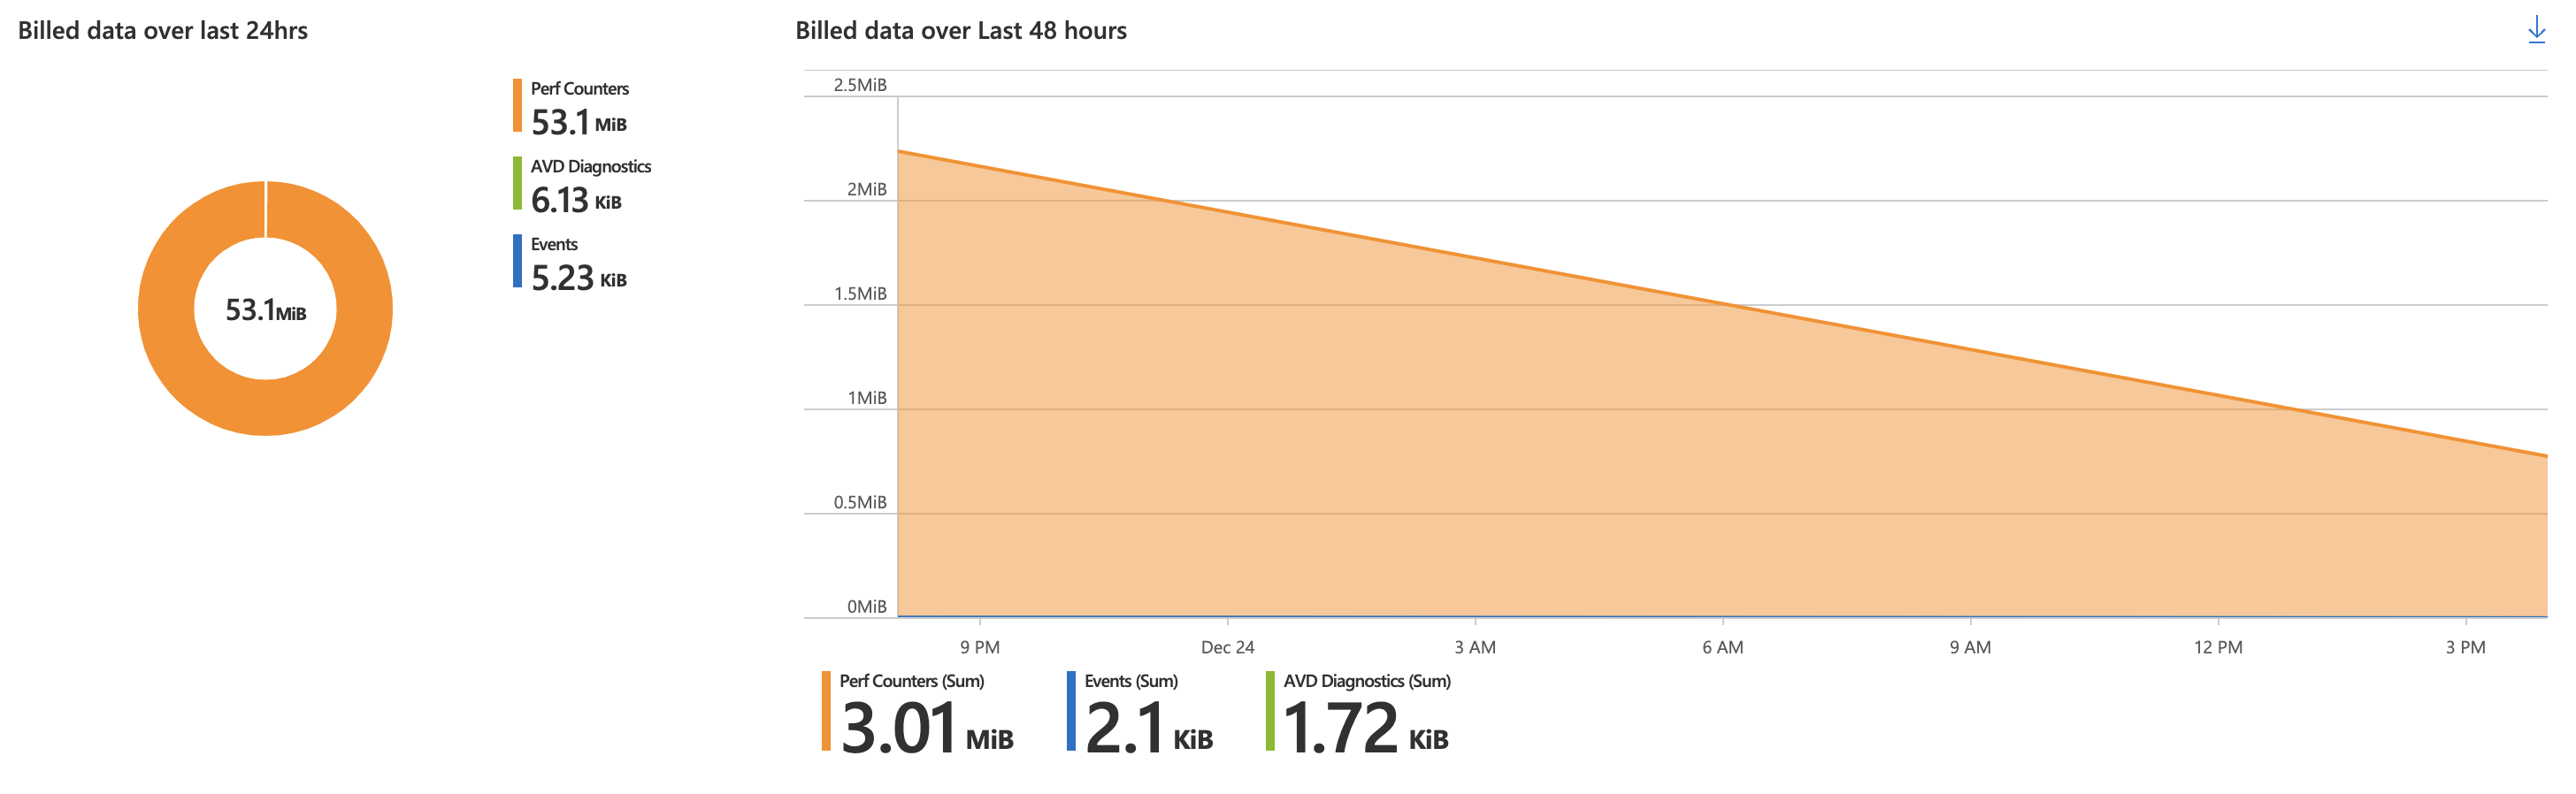 Billed data over last 24hrs
53.1MiB
Perf Counters
53.1 MiB
AVD Diagnostics
6.13 KiB
Events
5.23 KiB
Billed data over Last 48 hours
2.5MiB
2MiB
1.5MiB
1MiB
0.5MiB
0MiB
9 PM Dec 24 3 AM 6 AM 9 AM 12 PM 3 PM
Perf Counters (Sum) Events (Sum) AVD Diagnostics (Sum)
3.01 MiB 2.1 KiB 1.72 KiB